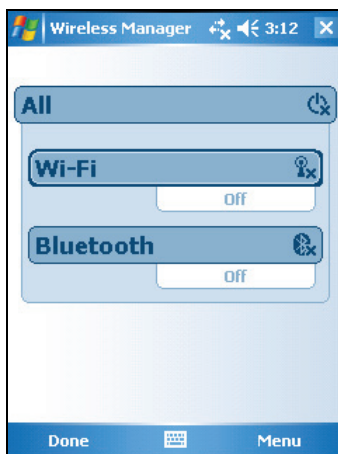 Wireless Manager 3:12
All
Wi-Fi
Off
Bluetooth
Off
Done Menu